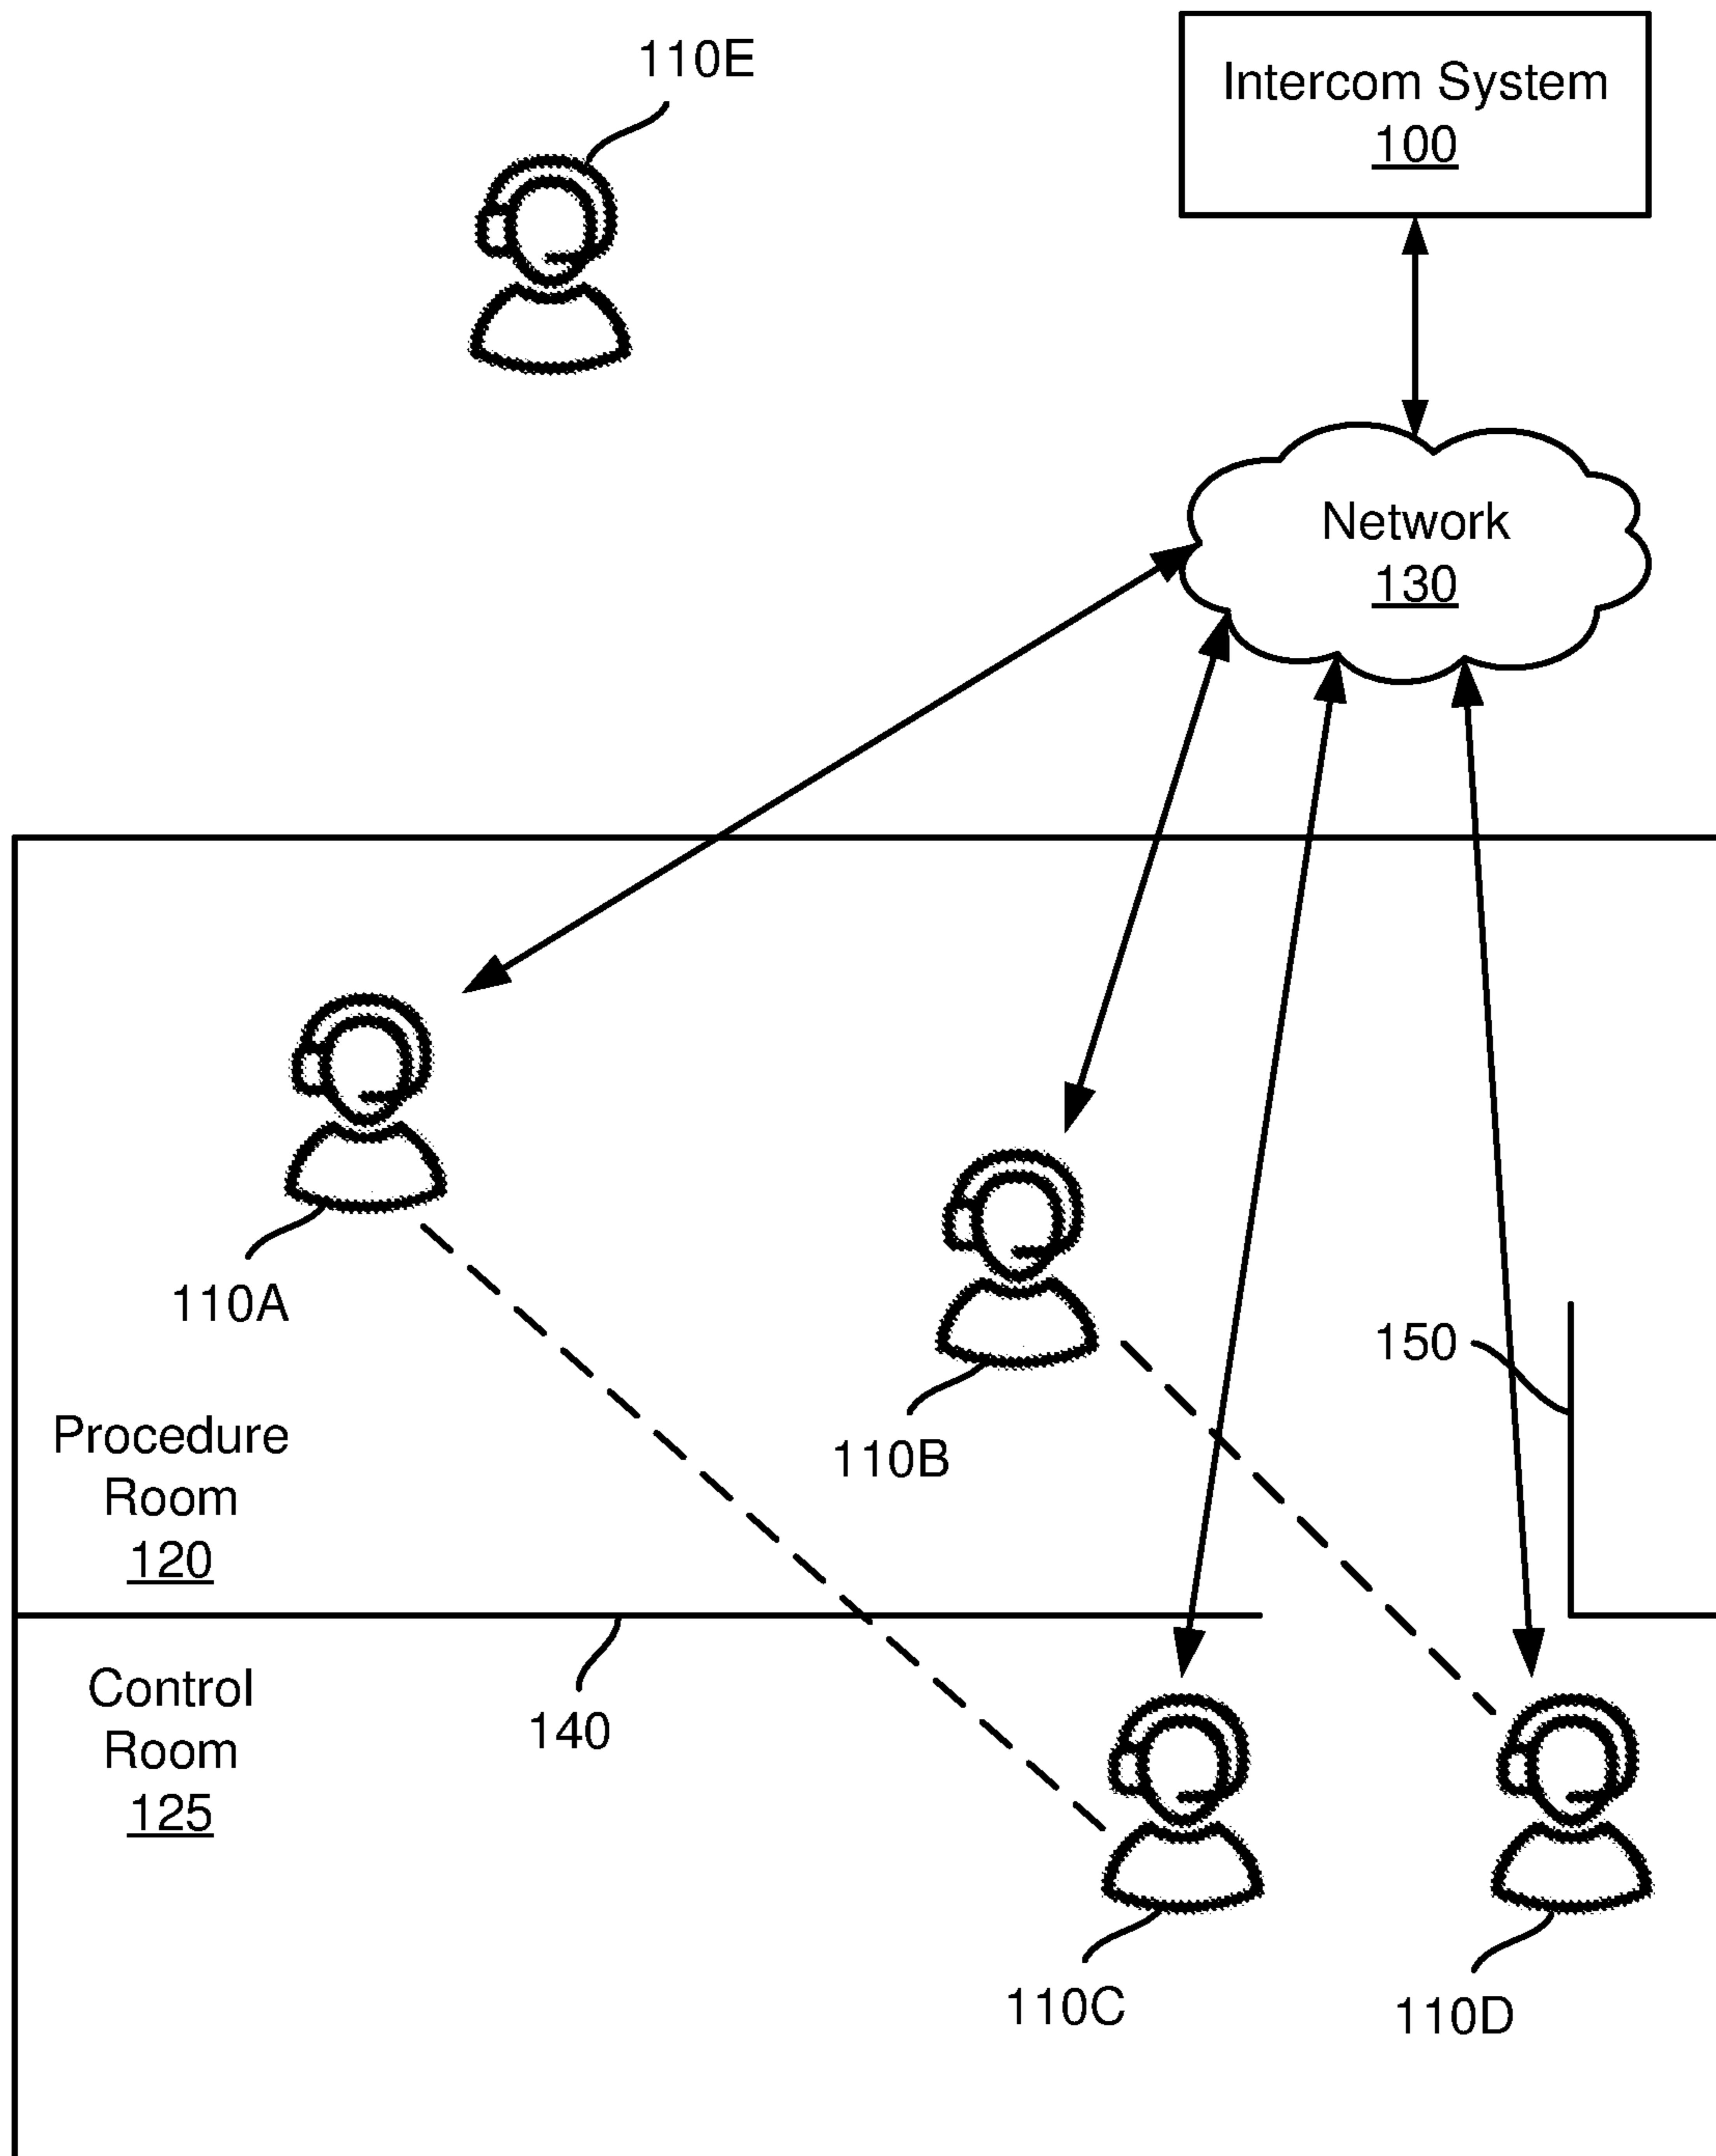 110E
Intercom System
100
Network
130
110A
110B
150
Procedure
Room
120
Control
Room
125
140
110C
110D